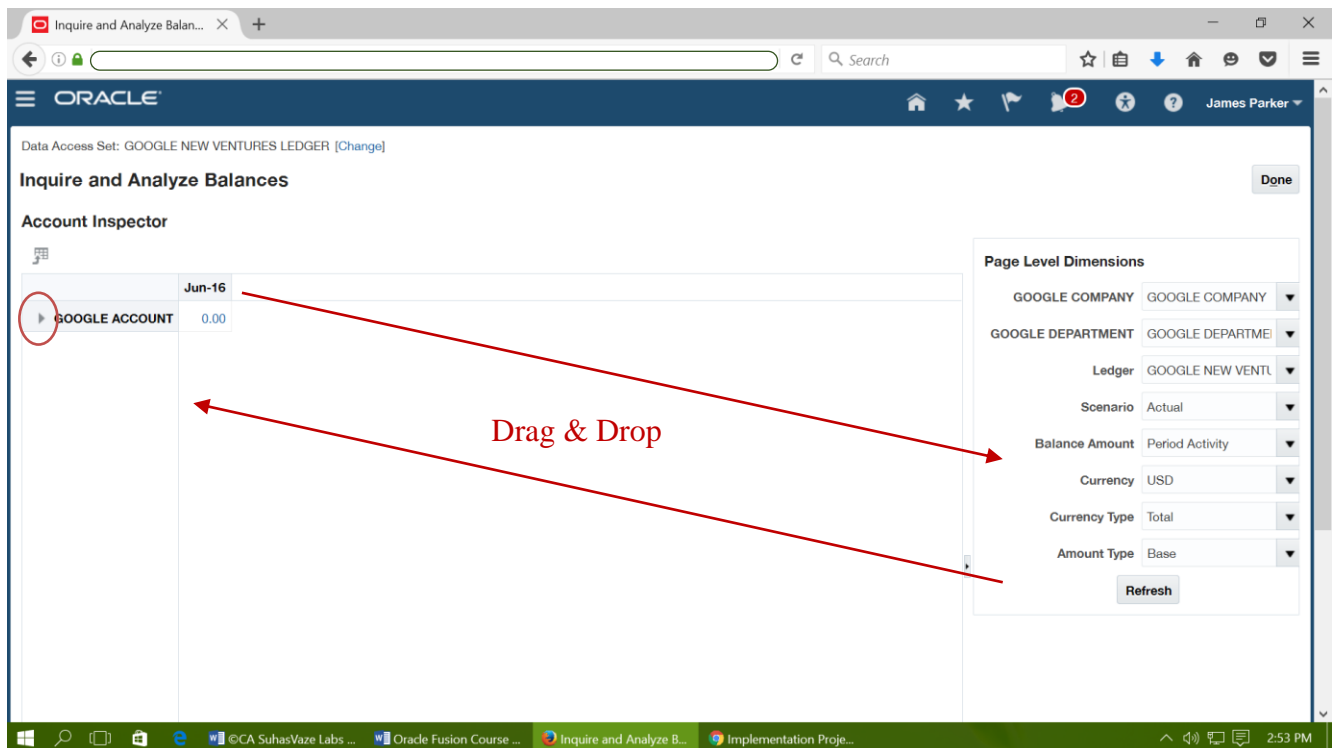 Inquire and Analyze Balan...
Search
ORACLE
2
James Parker
Data Access Set: GOOGLE NEW VENTURES LEDGER [Change]
Inquire and Analyze Balances
Done
Account Inspector
Page Level Dimensions
Jun-16
GOOGLE ACCOUNT 0.00
GOOGLE COMPANY GOOGLE COMPANY
GOOGLE DEPARTMENT GOOGLE DEPARTME
Ledger GOOGLE NEW VENTU
Scenario Actual
Drag & Drop
Balance Amount Period Activity
Currency USD
Currency Type Total
Amount Type Base
Refresh
©CA SuhasVaze Labs ... Oracle Fusion Course ... Inquire and Analyze B... Implementation Proje... 2:53 PM